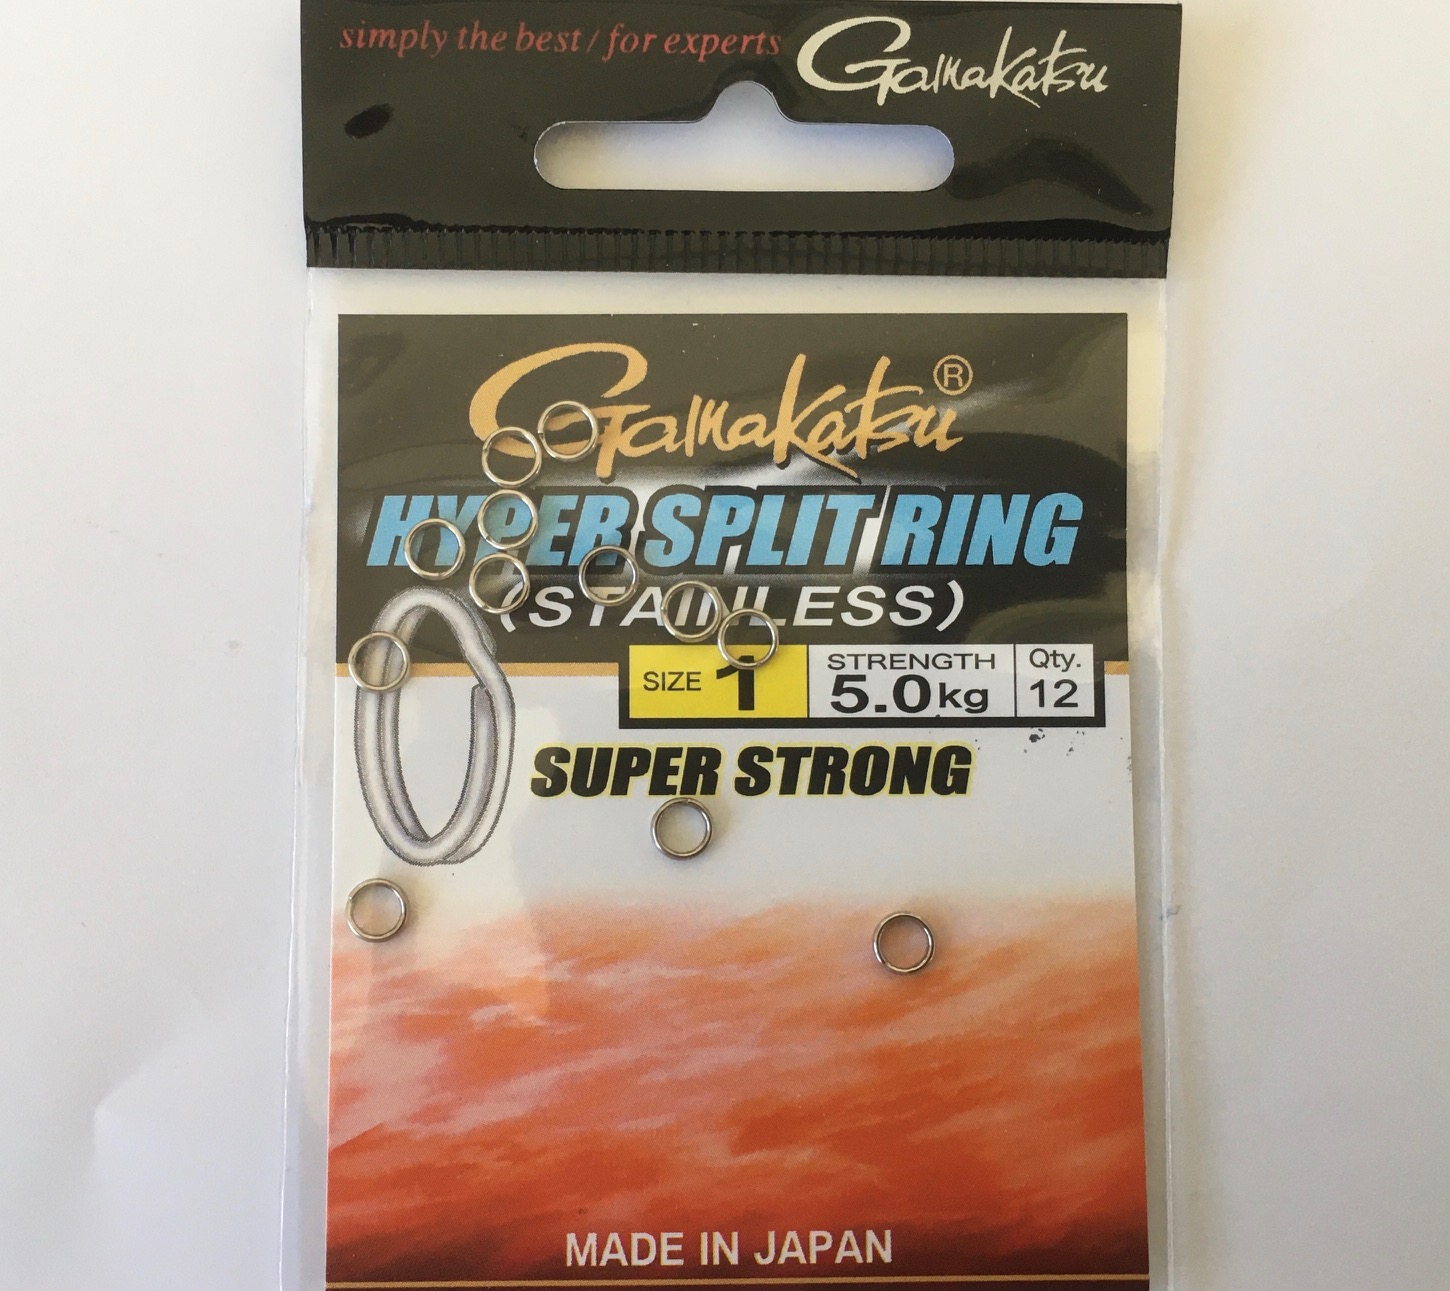 simply the best / for experts Gamakatsu
Gamakatsu®
HYPER SPLIT RING
(STAINLESS)
SIZE 1 STRENGTH 5.0kg Qty. 12
SUPER STRONG
MADE IN JAPAN